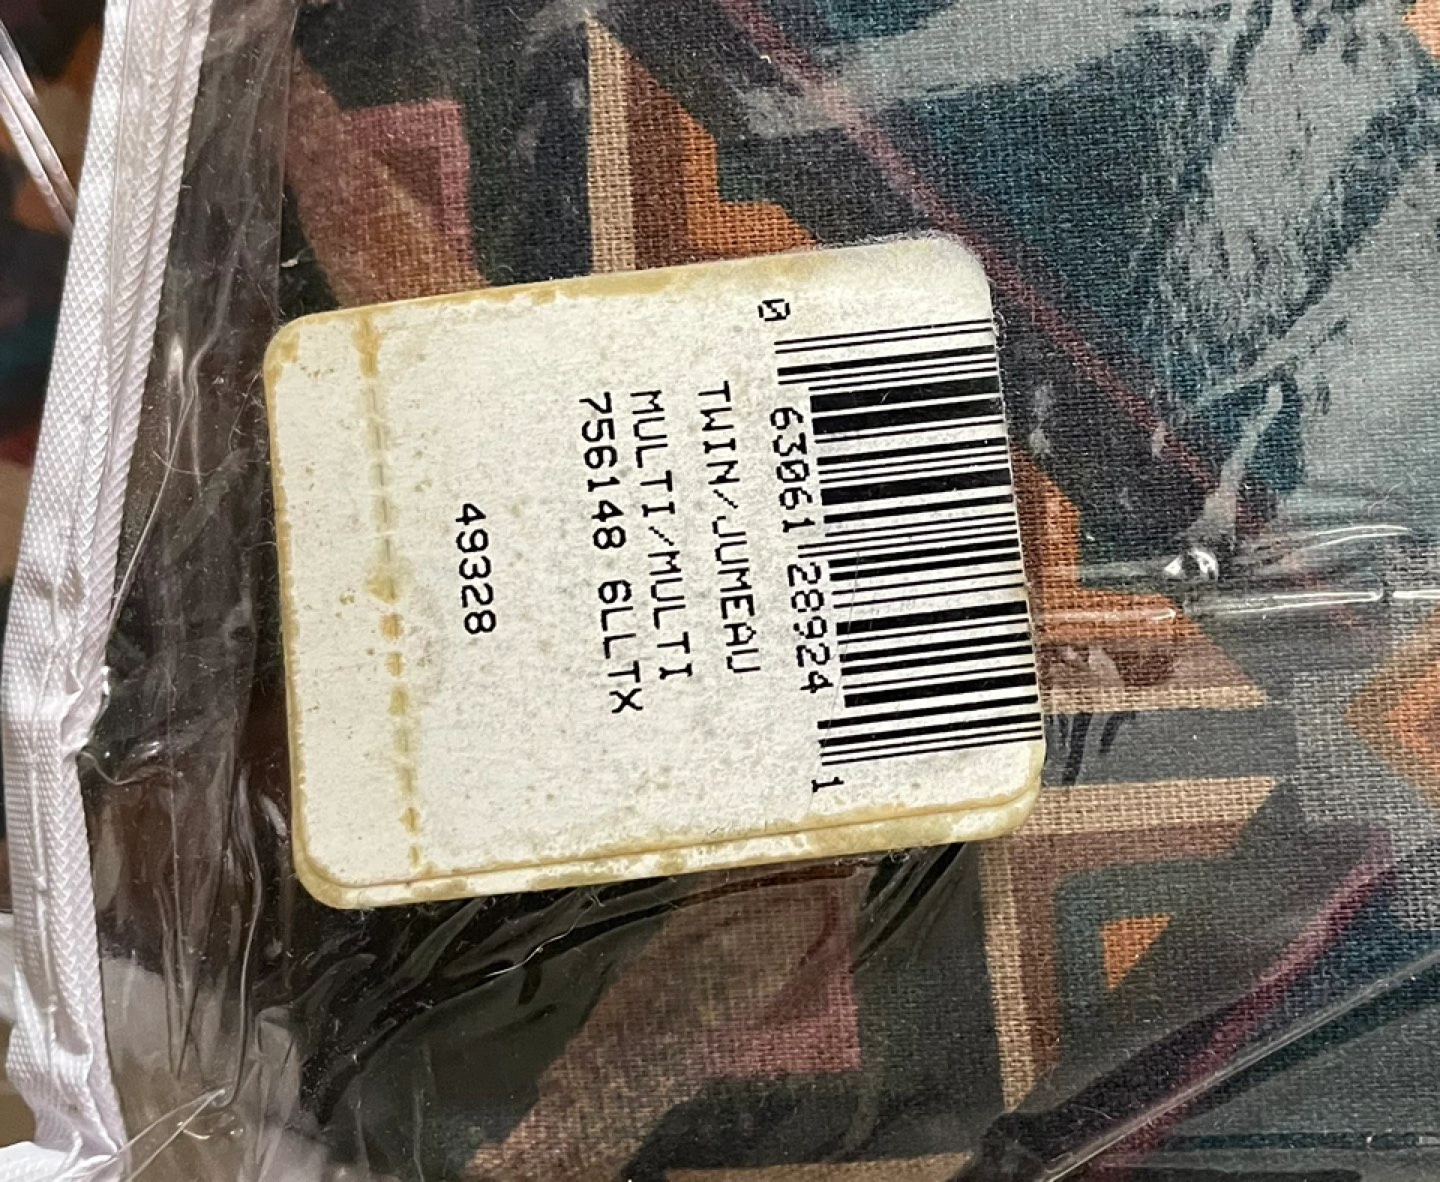 0 63061 28924 1
TWIN/JUMEAU
MULTI/MULTI
756148 6LLTX
49328